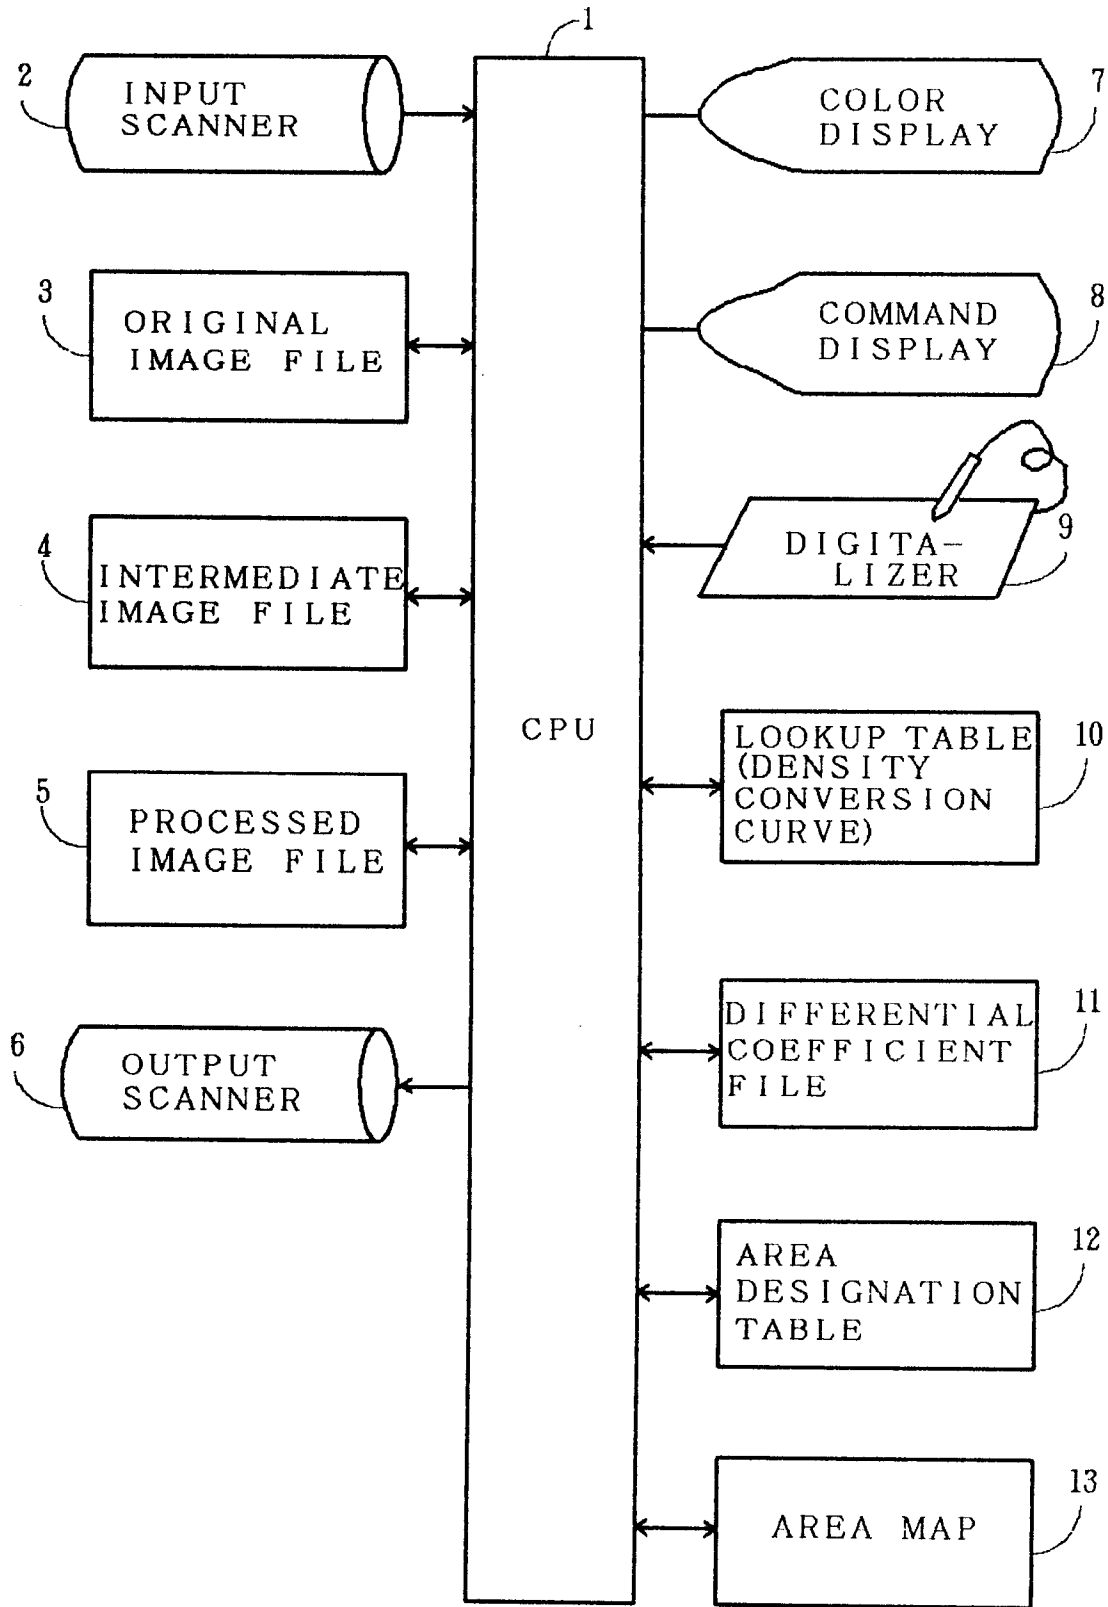 1
2
INPUT
SCANNER
3
ORIGINAL
IMAGE FILE
4
INTERMEDIATE
IMAGE FILE
5
PROCESSED
IMAGE FILE
6
OUTPUT
SCANNER
CPU
7
COLOR
DISPLAY
8
COMMAND
DISPLAY
9
DIGITA-
LIZER
10
LOOKUP TABLE
(DENSITY
CONVERSION
CURVE)
11
DIFFERENTIAL
COEFFICIENT
FILE
12
AREA
DESIGNATION
TABLE
13
AREA MAP